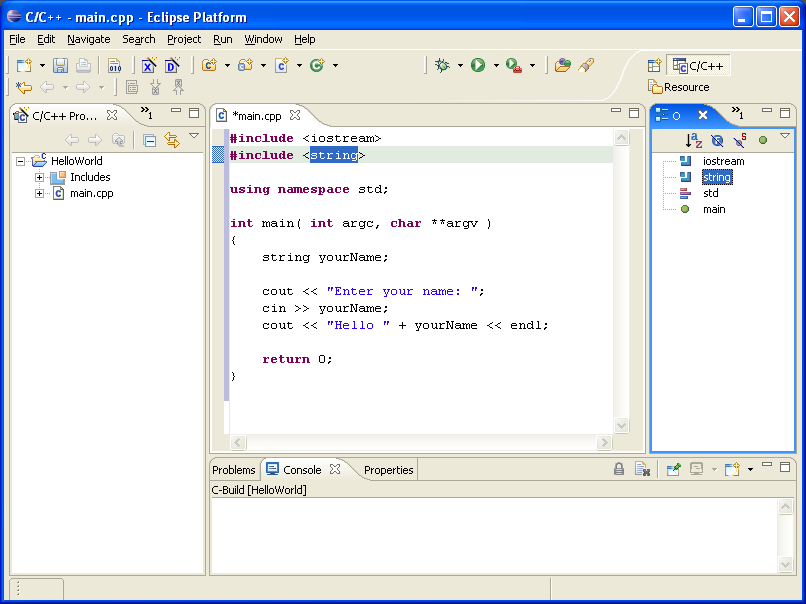 C/C++ - main.cpp - Eclipse Platform
File Edit Navigate Search Project Run Window Help
C/C++
Resource
C/C++ Pro... »1
HelloWorld
Includes
main.cpp
*main.cpp
#include <iostream>
#include <string>
using namespace std;
int main( int argc, char **argv )
{
string yourName;
cout << "Enter your name: ";
cin >> yourName;
cout << "Hello " + yourName << endl;
return 0;
}
O »1
iostream
string
std
main
Problems Console Properties
C-Build [HelloWorld]